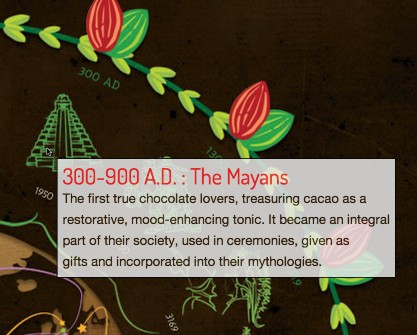 300 AD
300-900 A.D. : The Mayans
The first true chocolate lovers, treasuring cacao as a
restorative, mood-enhancing tonic. It became an integral
part of their society, used in ceremonies, given as
gifts and incorporated into their mythologies.
1950
3169